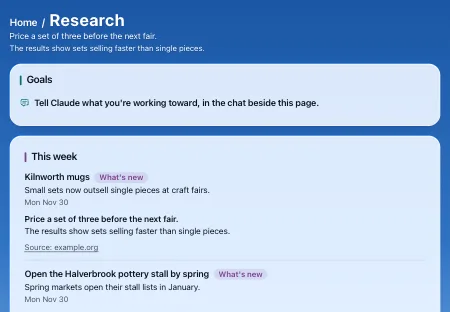 Home / Research
Price a set of three before the next fair.
The results show sets selling faster than single pieces.
Goals
Tell Claude what you're working toward, in the chat beside this page.
This week
Kilnworth mugs What's new
Small sets now outsell single pieces at craft fairs.
Mon Nov 30
Price a set of three before the next fair.
The results show sets selling faster than single pieces.
Source: example.org
Open the Halverbrook pottery stall by spring What's new
Spring markets open their stall lists in January.
Mon Nov 30